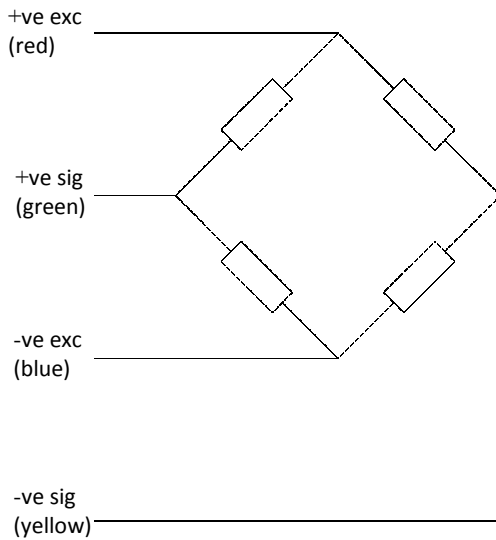 +ve exc
(red)
+ve sig
(green)
-ve exc
(blue)
-ve sig
(yellow)